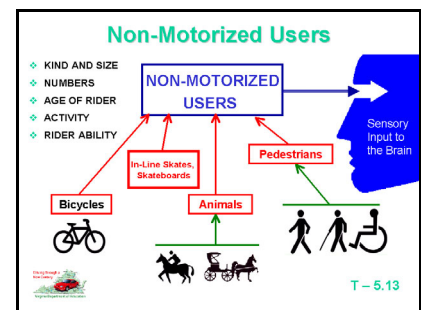 Non-Motorized Users
❖ KIND AND SIZE
❖ NUMBERS
❖ AGE OF RIDER
❖ ACTIVITY
❖ RIDER ABILITY
NON-MOTORIZED
USERS
Sensory
Input to
the Brain
In-Line Skates,
Skateboards
Pedestrians
Bicycles
Animals
T – 5.13